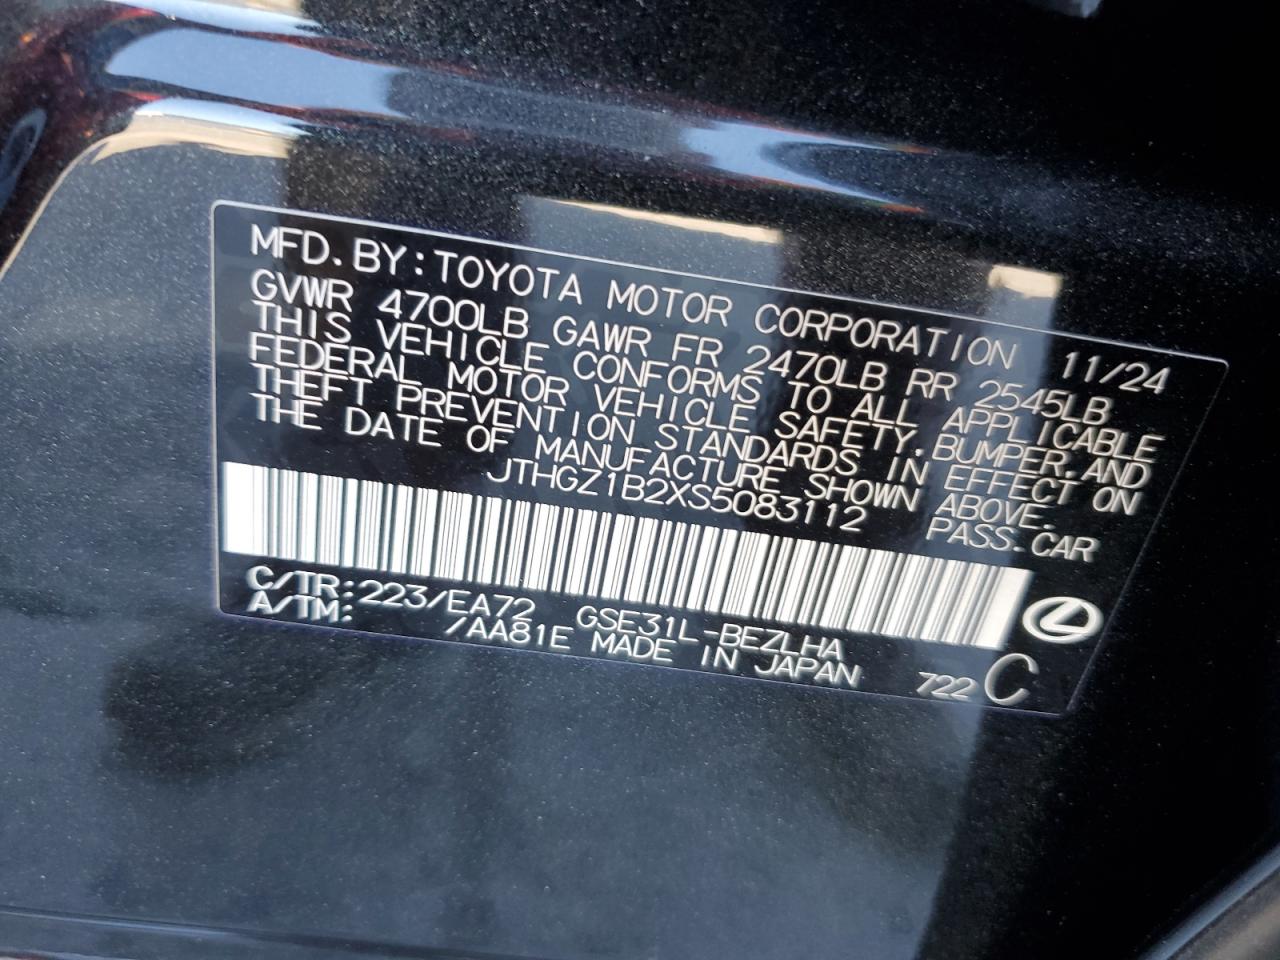 MFD.BY:TOYOTA MOTOR CORPORATION 11/24
GVWR 4700LB GAWR FR 2470LB RR 2545LB
THIS VEHICLE CONFORMS TO ALL APPLICABLE
FEDERAL MOTOR VEHICLE SAFETY,BUMPER,AND
THEFT PREVENTION STANDARDS IN EFFECT ON
THE DATE OF MANUFACTURE SHOWN ABOVE.
JTHGZ1B2XS5083112 PASS.CAR
C/TR:223/EA72 GSE31L-BEZLHA
A/TM: /AA81E MADE IN JAPAN 722 C